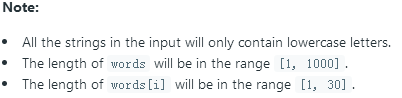 Note:
• All the strings in the input will only contain lowercase letters.
• The length of words will be in the range [1, 1000] .
• The length of words[i] will be in the range [1, 30] .